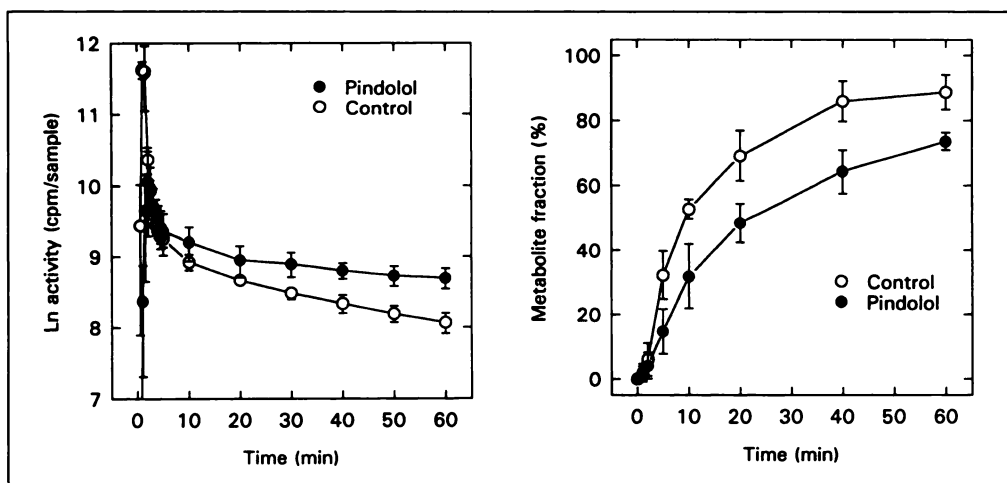 12
11
10
9
8
7
Ln activity (cpm/sample)
Pindolol
Control
0 10 20 30 40 50 60
Time (min)
100
80
60
40
20
0
Metabolite fraction (%)
Control
Pindolol
0 10 20 30 40 50 60
Time (min)